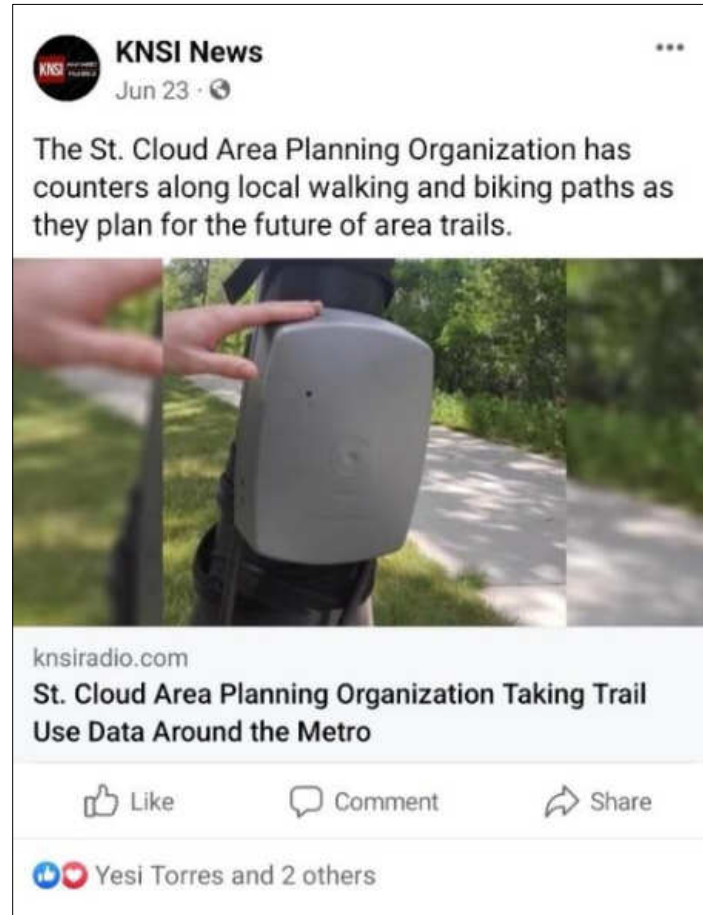 KNSI
KNSI News
Jun 23 ·
The St. Cloud Area Planning Organization has
counters along local walking and biking paths as
they plan for the future of area trails.
knsiradio.com
St. Cloud Area Planning Organization Taking Trail
Use Data Around the Metro
Like
Comment
Share
Yesi Torres and 2 others